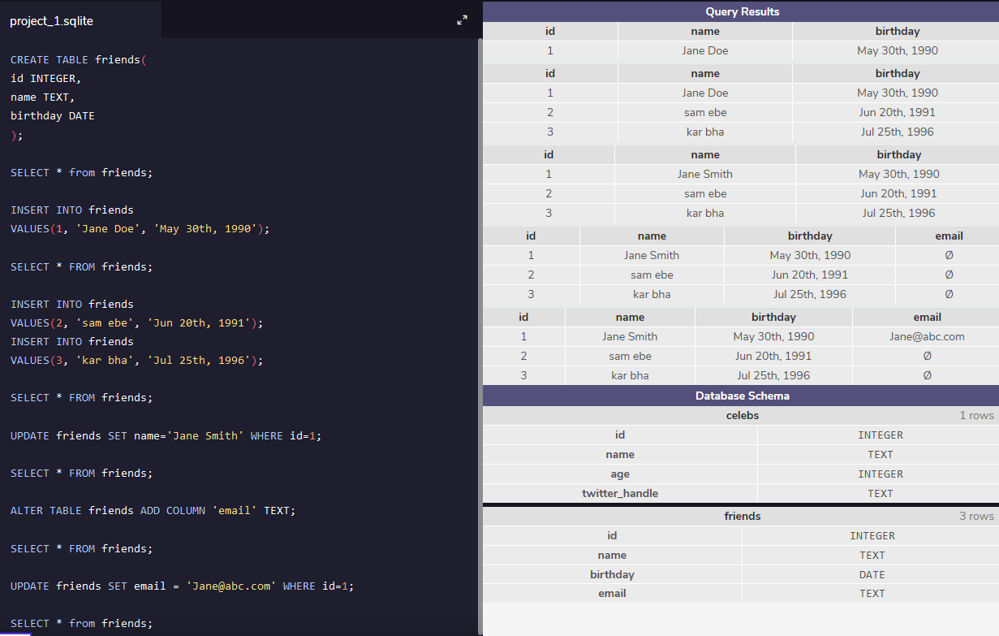 project_1.sqlite
CREATE TABLE friends(
id INTEGER,
name TEXT,
birthday DATE
);
SELECT * from friends;
INSERT INTO friends
VALUES(1, 'Jane Doe', 'May 30th, 1990');
SELECT * FROM friends;
INSERT INTO friends
VALUES(2, 'sam ebe', 'Jun 20th, 1991');
INSERT INTO friends
VALUES(3, 'kar bha', 'Jul 25th, 1996');
SELECT * FROM friends;
UPDATE friends SET name='Jane Smith' WHERE id=1;
SELECT * FROM friends;
ALTER TABLE friends ADD COLUMN 'email' TEXT;
SELECT * FROM friends;
UPDATE friends SET email = 'Jane@abc.com' WHERE id=1;
SELECT * from friends;
Query Results
id name birthday
1 Jane Doe May 30th, 1990
id name birthday
1 Jane Doe May 30th, 1990
2 sam ebe Jun 20th, 1991
3 kar bha Jul 25th, 1996
id name birthday
1 Jane Smith May 30th, 1990
2 sam ebe Jun 20th, 1991
3 kar bha Jul 25th, 1996
id name birthday email
1 Jane Smith May 30th, 1990 Ø
2 sam ebe Jun 20th, 1991 Ø
3 kar bha Jul 25th, 1996 Ø
id name birthday email
1 Jane Smith May 30th, 1990 Jane@abc.com
2 sam ebe Jun 20th, 1991 Ø
3 kar bha Jul 25th, 1996 Ø
Database Schema
celebs 1 rows
id INTEGER
name TEXT
age INTEGER
twitter_handle TEXT
friends 3 rows
id INTEGER
name TEXT
birthday DATE
email TEXT